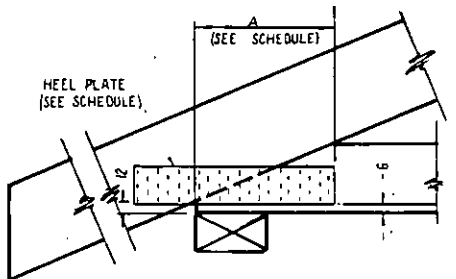 A
(SEE SCHEDULE)
HEEL PLATE
(SEE SCHEDULE)
12
6